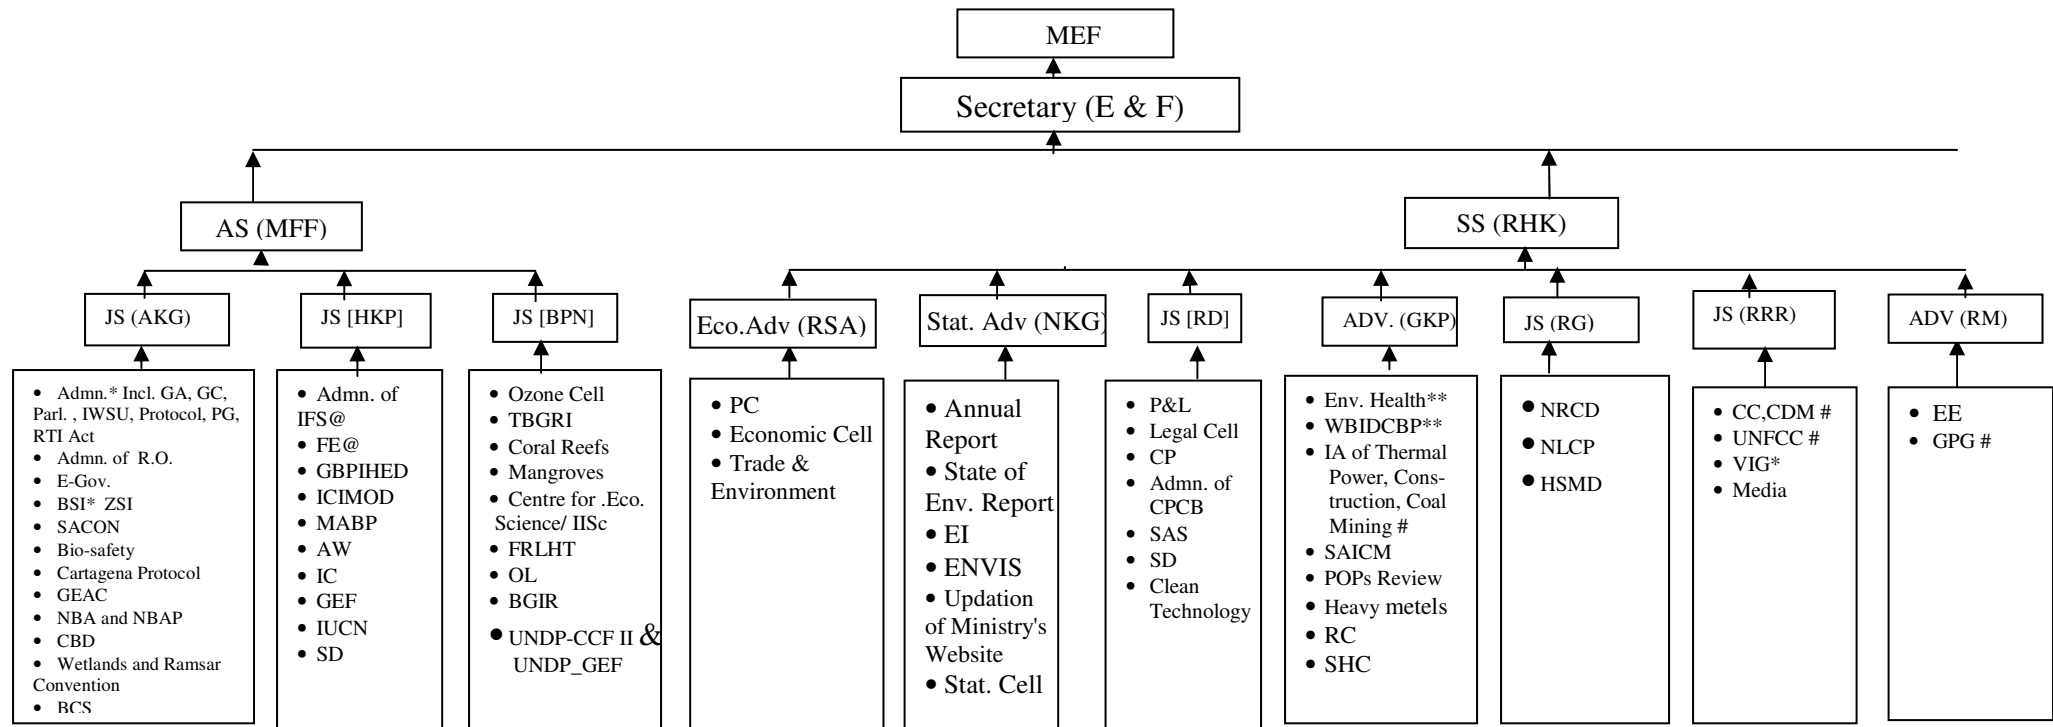 MEF
Secretary (E & F)
AS (MFF)
SS (RHK)
JS (AKG)
JS [HKP]
JS [BPN]
Eco.Adv (RSA)
Stat. Adv (NKG)
JS [RD]
ADV. (GKP)
JS (RG)
JS (RRR)
ADV (RM)
• Admn.* Incl. GA, GC,
Parl. , IWSU, Protocol, PG,
RTI Act
• Admn. of R.O.
• E-Gov.
• BSI* ZSI
• SACON
• Bio-safety
• Cartagena Protocol
• GEAC
• NBA and NBAP
• CBD
• Wetlands and Ramsar
Convention
• BCS
• Admn. of
IFS@
• FE@
• GBPIHED
• ICIMOD
• MABP
• AW
• IC
• GEF
• IUCN
• SD
• Ozone Cell
• TBGRI
• Coral Reefs
• Mangroves
• Centre for .Eco.
Science/ IISc
• FRLHT
• OL
• BGIR
• UNDP-CCF II &
UNDP_GEF
• PC
• Economic Cell
• Trade &
Environment
• Annual
Report
• State of
Env. Report
• EI
• ENVIS
• Updation
of Ministry's
Website
• Stat. Cell
• P&L
• Legal Cell
• CP
• Admn. of
CPCB
• SAS
• SD
• Clean
Technology
• Env. Health**
• WBIDCBP**
• IA of Thermal
Power, Cons-
truction, Coal
Mining #
• SAICM
• POPs Review
• Heavy metels
• RC
• SHC
• NRCD
• NLCP
• HSMD
• CC,CDM #
• UNFCC #
• VIG*
• Media
• EE
• GPG #